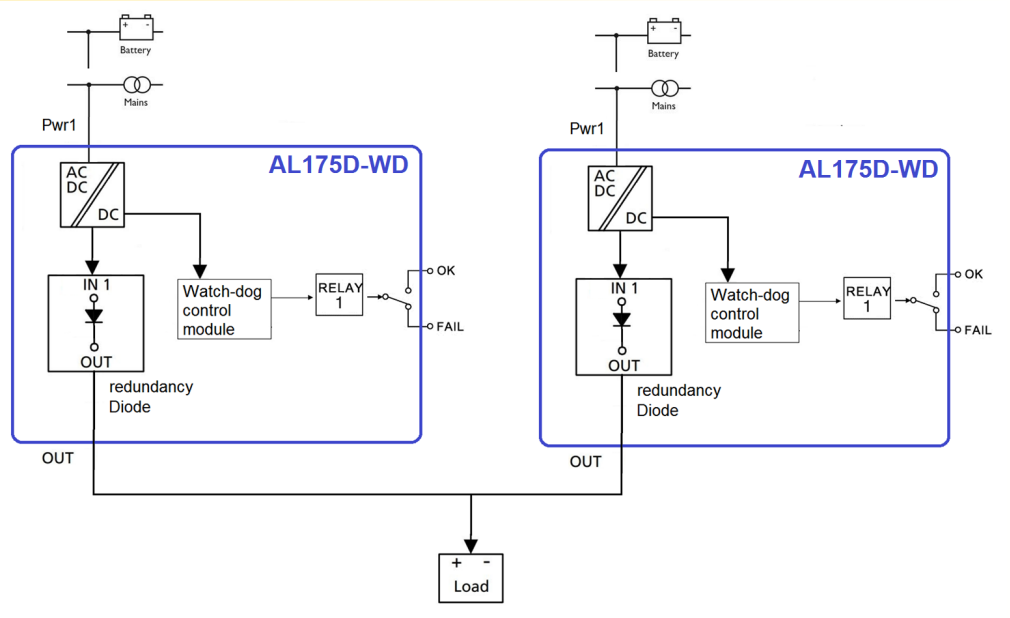 + -
Battery
Mains
Pwr1
AL175D-WD
AC
DC
DC
IN 1
OUT
Watch-dog
control
module
RELAY
1
OK
FAIL
redundancy
Diode
OUT
+ -
Battery
Mains
Pwr1
AL175D-WD
AC
DC
DC
IN 1
OUT
Watch-dog
control
module
RELAY
1
OK
FAIL
redundancy
Diode
OUT
+ -
Load